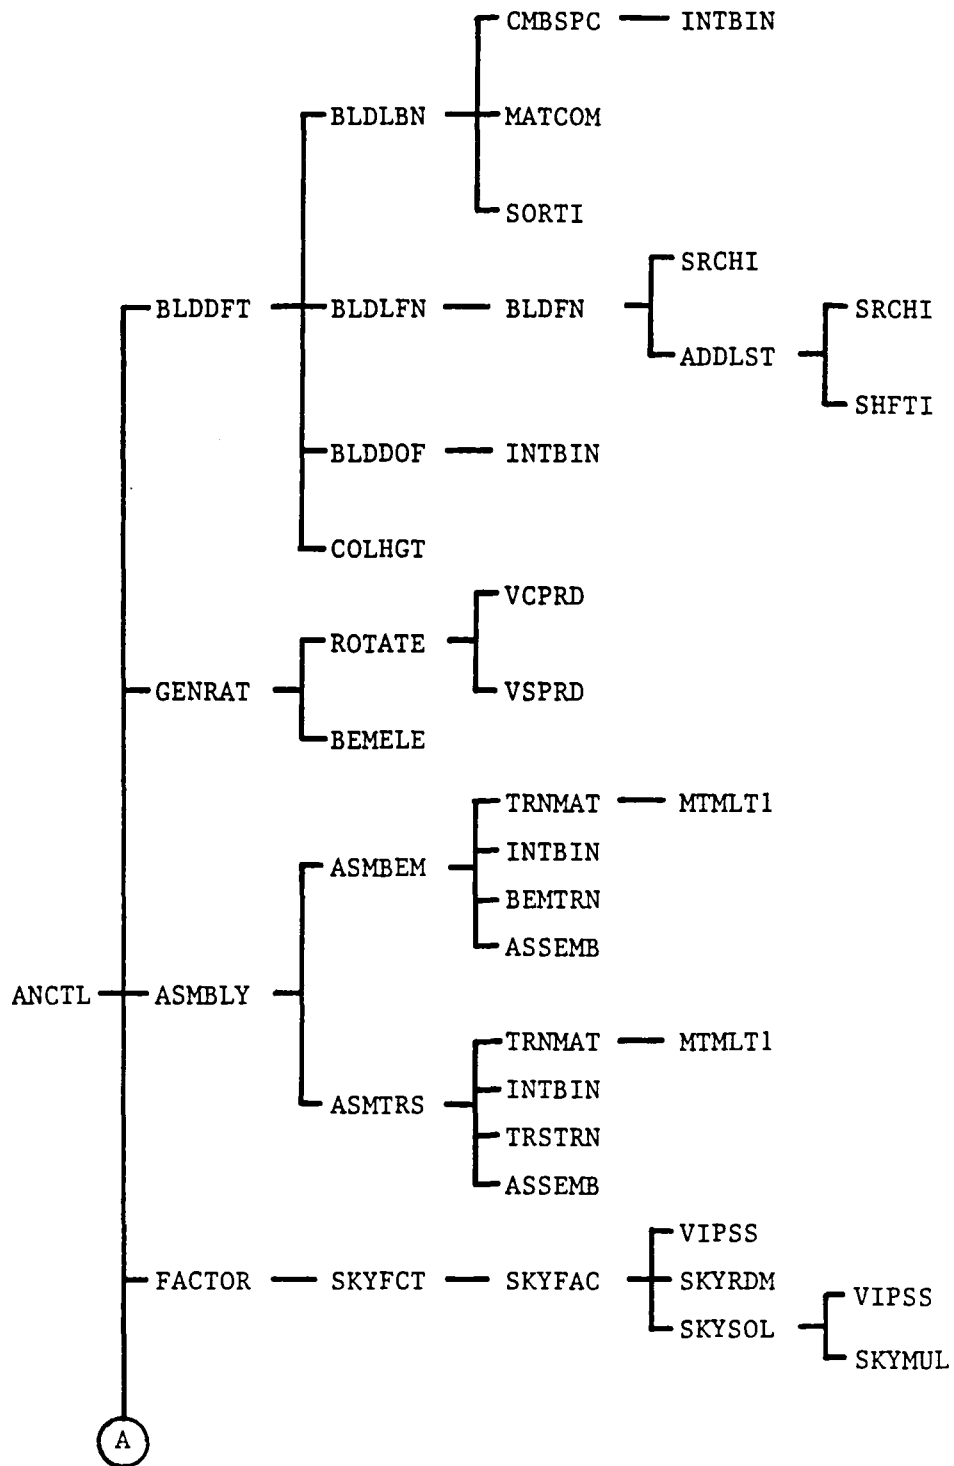 CMBSPC INTBIN
BLDLBN MATCOM
SORTI
SRCHI
BLDDFT BLDLFN BLDFN SRCHI
ADDLST
SHFTI
BLDDOF INTBIN
COLHGT
VCPRD
ROTATE
GENRAT VSPRD
BEMELE
TRNMAT MTMLT1
INTBIN
ASMBEM
BEMTRN
ASSEMB
ANCTL ASMBLY
TRNMAT MTMLT1
INTBIN
ASMTRS
TRSTRN
ASSEMB
VIPSS
FACTOR SKYFCT SKYFAC SKYRDM
VIPSS
SKYSOL
SKYMUL
A